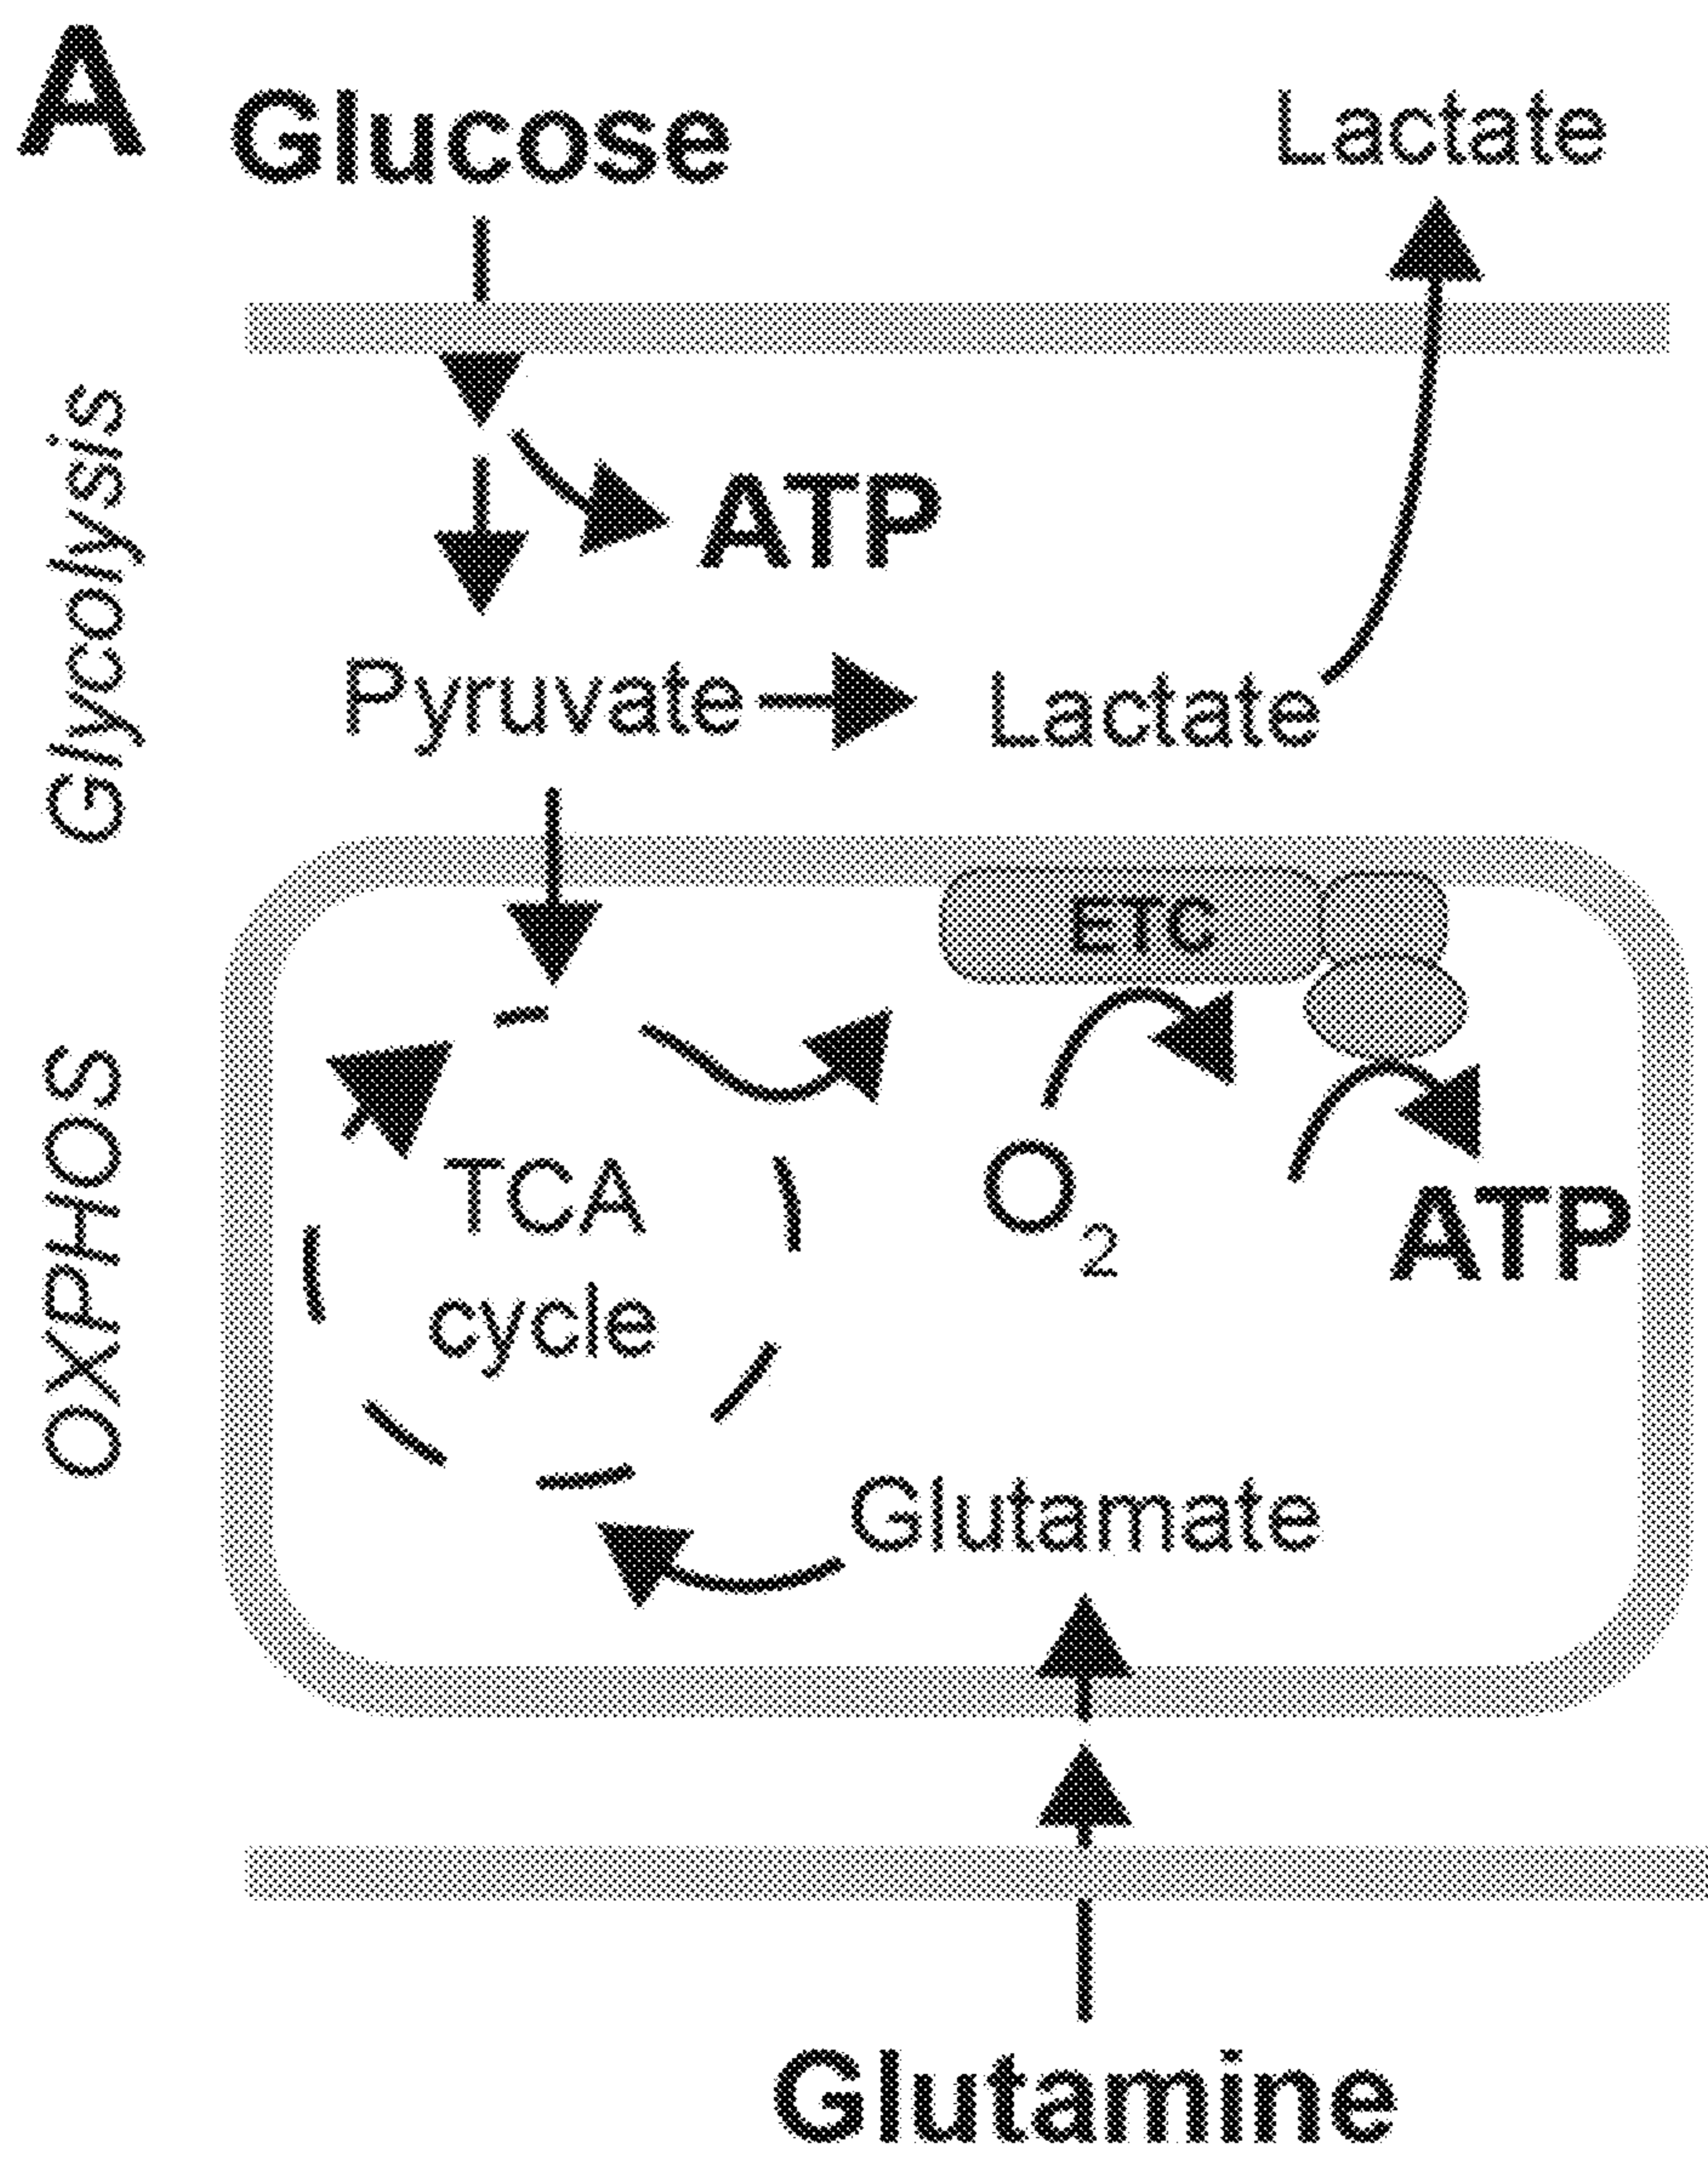 A
Glucose
Lactate
Glycolysis
ATP
Pyruvate
Lactate
ETC
OXPHOS
TCA
cycle
O2
ATP
Glutamate
Glutamine